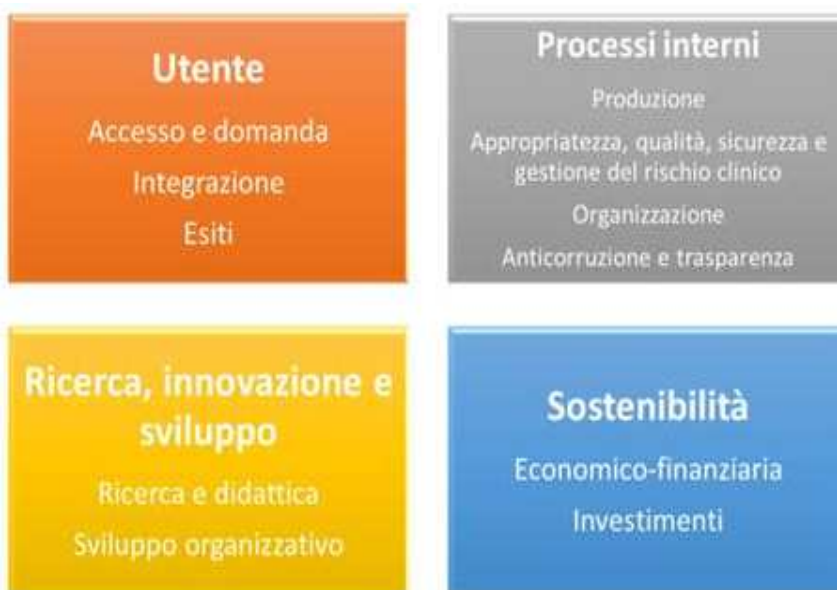 Utente
Accesso e domanda
Integrazione
Esiti
Processi interni
Produzione
Appropriatezza, qualità, sicurezza e
gestione del rischio clinico
Organizzazione
Anticorruzione e trasparenza
Ricerca, innovazione e
sviluppo
Ricerca e didattica
Sviluppo organizzativo
Sostenibilità
Economico-finanziaria
Investimenti